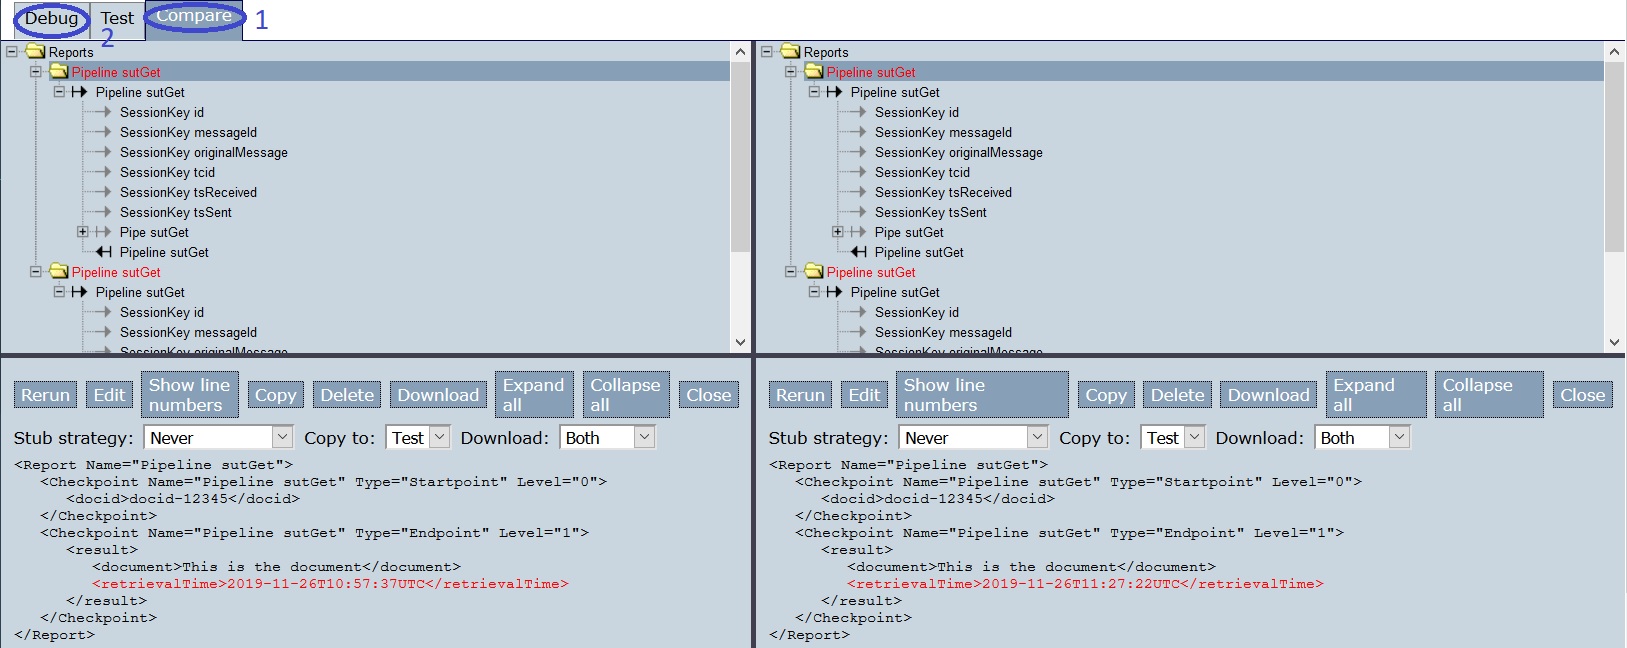 Debug Test Compare 1
2
Reports
Pipeline sutGet
Pipeline sutGet
SessionKey id
SessionKey messageId
SessionKey originalMessage
SessionKey tcid
SessionKey tsReceived
SessionKey tsSent
Pipe sutGet
Pipeline sutGet
Pipeline sutGet
Pipeline sutGet
SessionKey id
SessionKey messageId
SessionKey originalMessage
Rerun Edit Show line numbers Copy Delete Download Expand all Collapse all Close
Stub strategy: Never Copy to: Test Download: Both
<Report Name="Pipeline sutGet">
<Checkpoint Name="Pipeline sutGet" Type="Startpoint" Level="0">
<docid>docid-12345</docid>
</Checkpoint>
<Checkpoint Name="Pipeline sutGet" Type="Endpoint" Level="1">
<result>
<document>This is the document</document>
<retrievalTime>2019-11-26T10:57:37UTC</retrievalTime>
</result>
</Checkpoint>
</Report>
Reports
Pipeline sutGet
Pipeline sutGet
SessionKey id
SessionKey messageId
SessionKey originalMessage
SessionKey tcid
SessionKey tsReceived
SessionKey tsSent
Pipe sutGet
Pipeline sutGet
Pipeline sutGet
Pipeline sutGet
SessionKey id
SessionKey messageId
SessionKey originalMessage
Rerun Edit Show line numbers Copy Delete Download Expand all Collapse all Close
Stub strategy: Never Copy to: Test Download: Both
<Report Name="Pipeline sutGet">
<Checkpoint Name="Pipeline sutGet" Type="Startpoint" Level="0">
<docid>docid-12345</docid>
</Checkpoint>
<Checkpoint Name="Pipeline sutGet" Type="Endpoint" Level="1">
<result>
<document>This is the document</document>
<retrievalTime>2019-11-26T11:27:22UTC</retrievalTime>
</result>
</Checkpoint>
</Report>